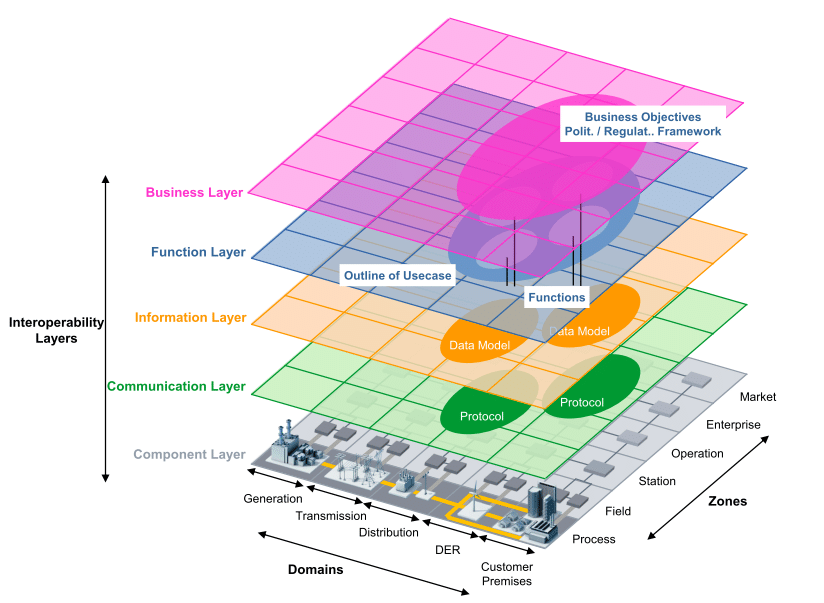 Business Objectives
Polit. / Regulat.. Framework
Business Layer
Function Layer
Outline of Usecase
Functions
Information Layer
Interoperability
Layers
Data Model
Data Model
Communication Layer
Protocol
Protocol
Component Layer
Market
Enterprise
Operation
Station
Field
Process
Zones
Generation
Transmission
Distribution
DER
Customer
Premises
Domains